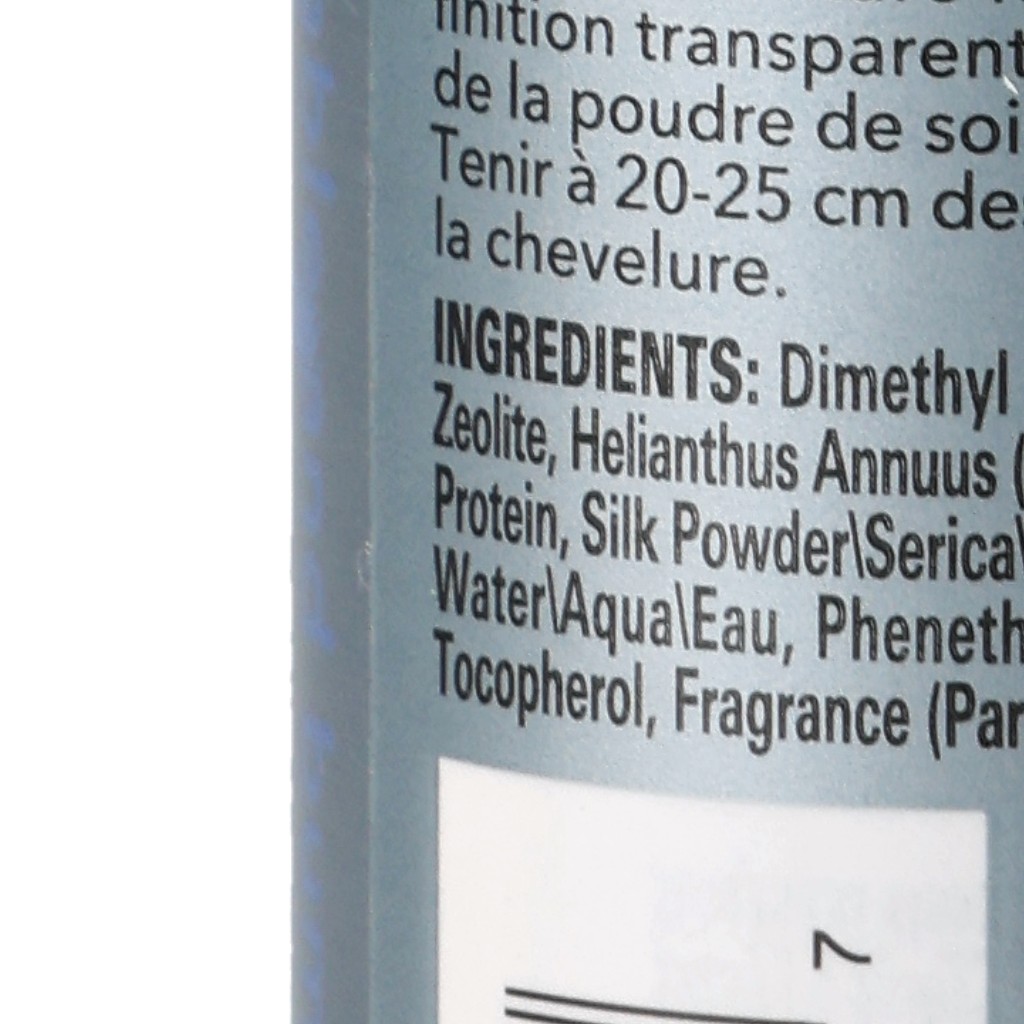 finition transparent
de la poudre de soi
Tenir à 20-25 cm de
la chevelure.
INGREDIENTS: Dimethyl
Zeolite, Helianthus Annuus (
Protein, Silk Powder\Serica\
Water\Aqua\Eau, Pheneth
Tocopherol, Fragrance (Par
7